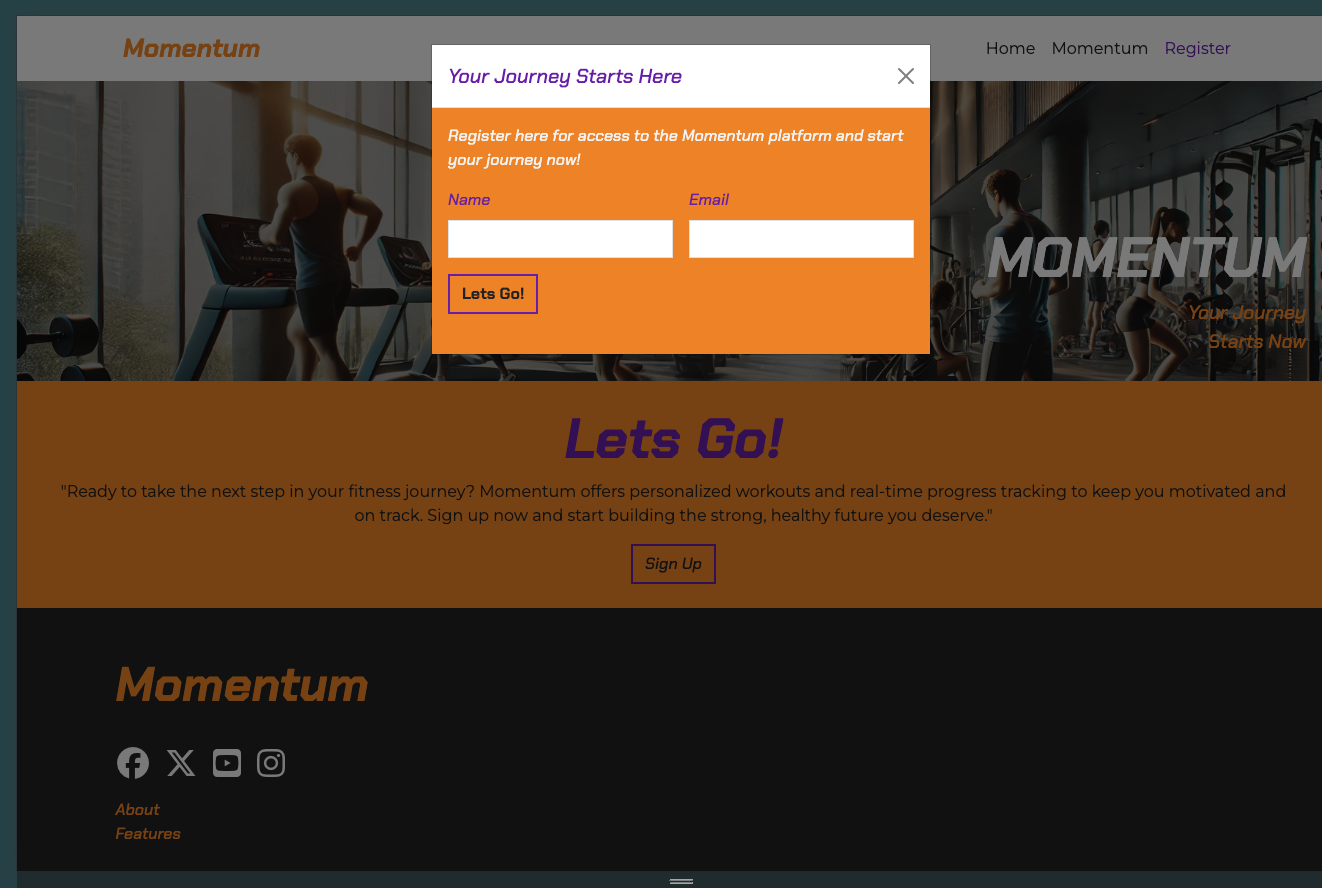 Momentum
Home Momentum Register
Your Journey Starts Here
Register here for access to the Momentum platform and start
your journey now!
Name Email
Lets Go!
MOMENTUM
Your Journey
Starts Now
Lets Go!
"Ready to take the next step in your fitness journey? Momentum offers personalized workouts and real-time progress tracking to keep you motivated and
on track. Sign up now and start building the strong, healthy future you deserve."
Sign Up
Momentum
About
Features